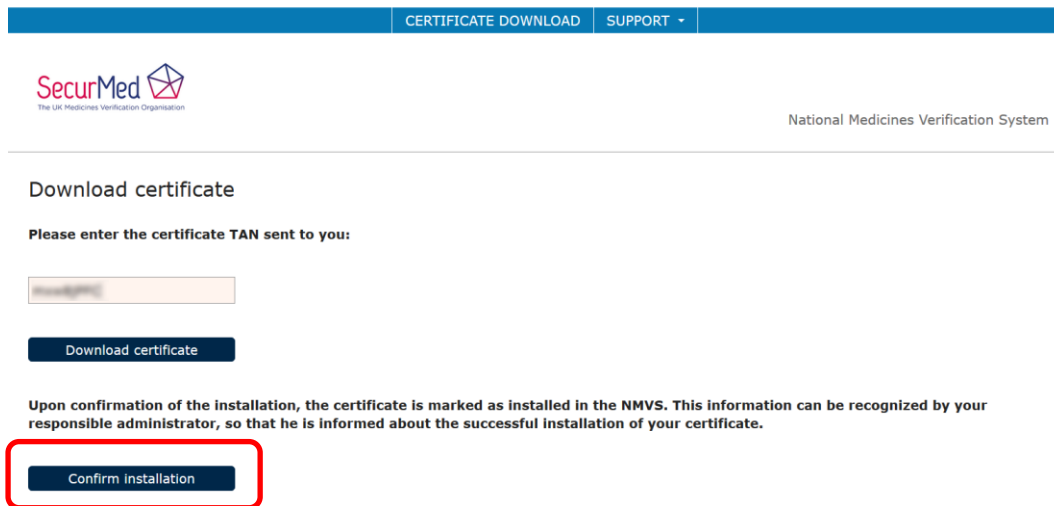 CERTIFICATE DOWNLOAD SUPPORT
SecurMed
The UK Medicines Verification Organisation
National Medicines Verification System
Download certificate
Please enter the certificate TAN sent to you:
Download certificate
Upon confirmation of the installation, the certificate is marked as installed in the NMVS. This information can be recognized by your
responsible administrator, so that he is informed about the successful installation of your certificate.
Confirm installation